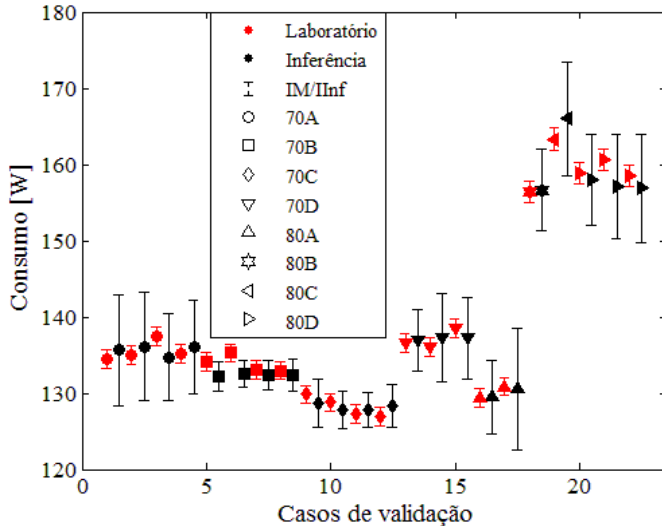 180
170
160
150
140
130
120
Consumo [W]
Laboratório
Inferência
IM/IInf
70A
70B
70C
70D
80A
80B
80C
80D
0
5
10
15
20
Casos de validação